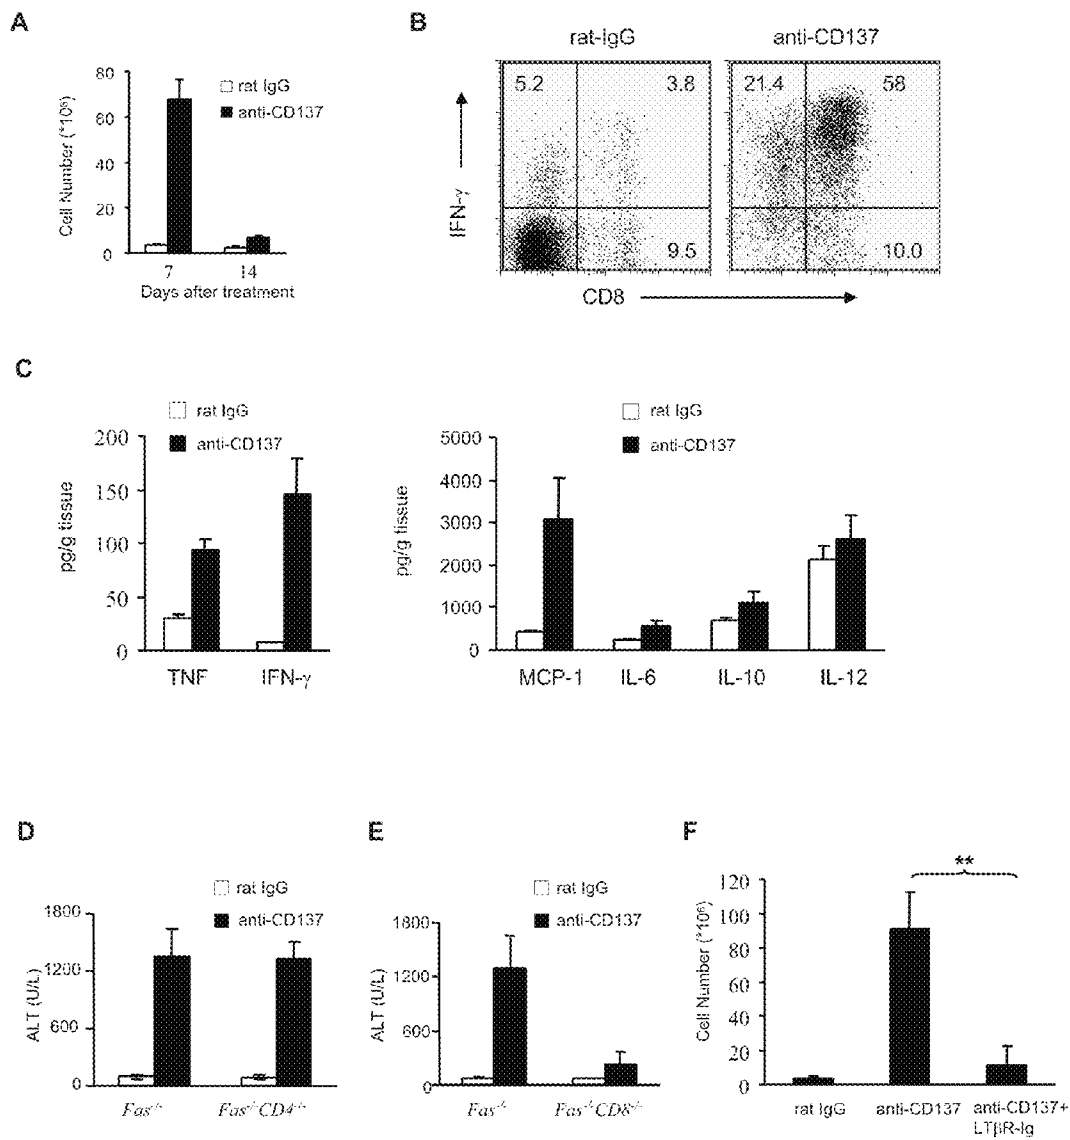 A
80
60
40
20
0
Cell Number (*10⁶)
rat IgG
anti-CD137
7
14
Days after treatment
B
rat-IgG
anti-CD137
5.2
3.8
9.5
21.4
58
10.0
IFN-γ
CD8
C
rat IgG
anti-CD137
200
150
100
50
0
pg/g tissue
TNF
IFN-γ
rat IgG
anti-CD137
5000
4000
3000
2000
1000
0
pg/g tissue
MCP-1
IL-6
IL-10
IL-12
D
rat IgG
anti-CD137
1800
1200
600
0
ALT (U/L)
Fas⁻/⁻
Fas⁻/⁻CD4⁻/⁻
E
rat IgG
anti-CD137
1800
1200
600
0
ALT (U/L)
Fas⁻/⁻
Fas⁻/⁻CD8⁻/⁻
F
**
120
100
80
60
40
20
0
Cell Number (*10⁶)
rat IgG
anti-CD137
anti-CD137+
LTβR-Ig